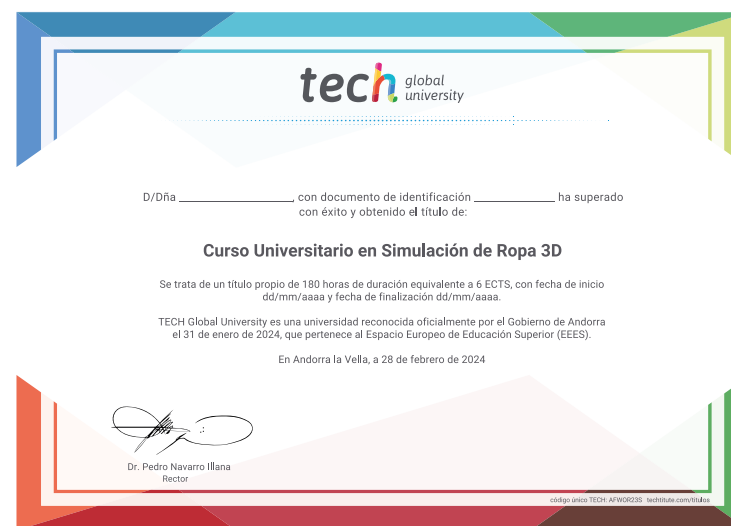 tech global
university
D/Dña ______________, con documento de identificación ____________ ha superado
con éxito y obtenido el título de:
Curso Universitario en Simulación de Ropa 3D
Se trata de un título propio de 180 horas de duración equivalente a 6 ECTS, con fecha de inicio
dd/mm/aaaa y fecha de finalización dd/mm/aaaa.
TECH Global University es una universidad reconocida oficialmente por el Gobierno de Andorra
el 31 de enero de 2024, que pertenece al Espacio Europeo de Educación Superior (EEES).
En Andorra la Vella, a 28 de febrero de 2024
Dr. Pedro Navarro Illana
Rector
código único TECH: AFWOR23S techtitute.com/titulos